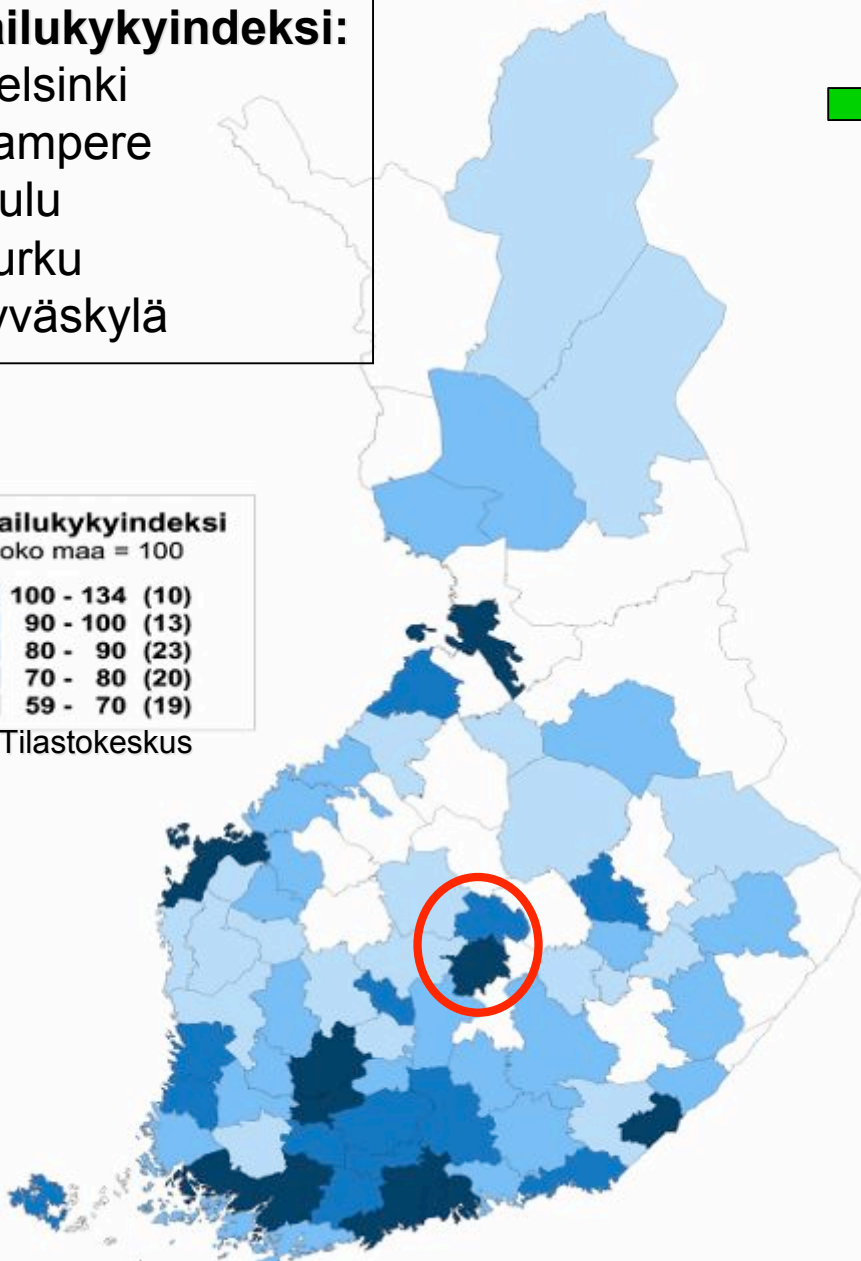 ailukykyindeksi:
elsinki
ampere
ulu
urku
yväskylä
ailukykyindeksi
oko maa = 100
100 - 134 (10)
90 - 100 (13)
80 - 90 (23)
70 - 80 (20)
59 - 70 (19)
Tilastokeskus